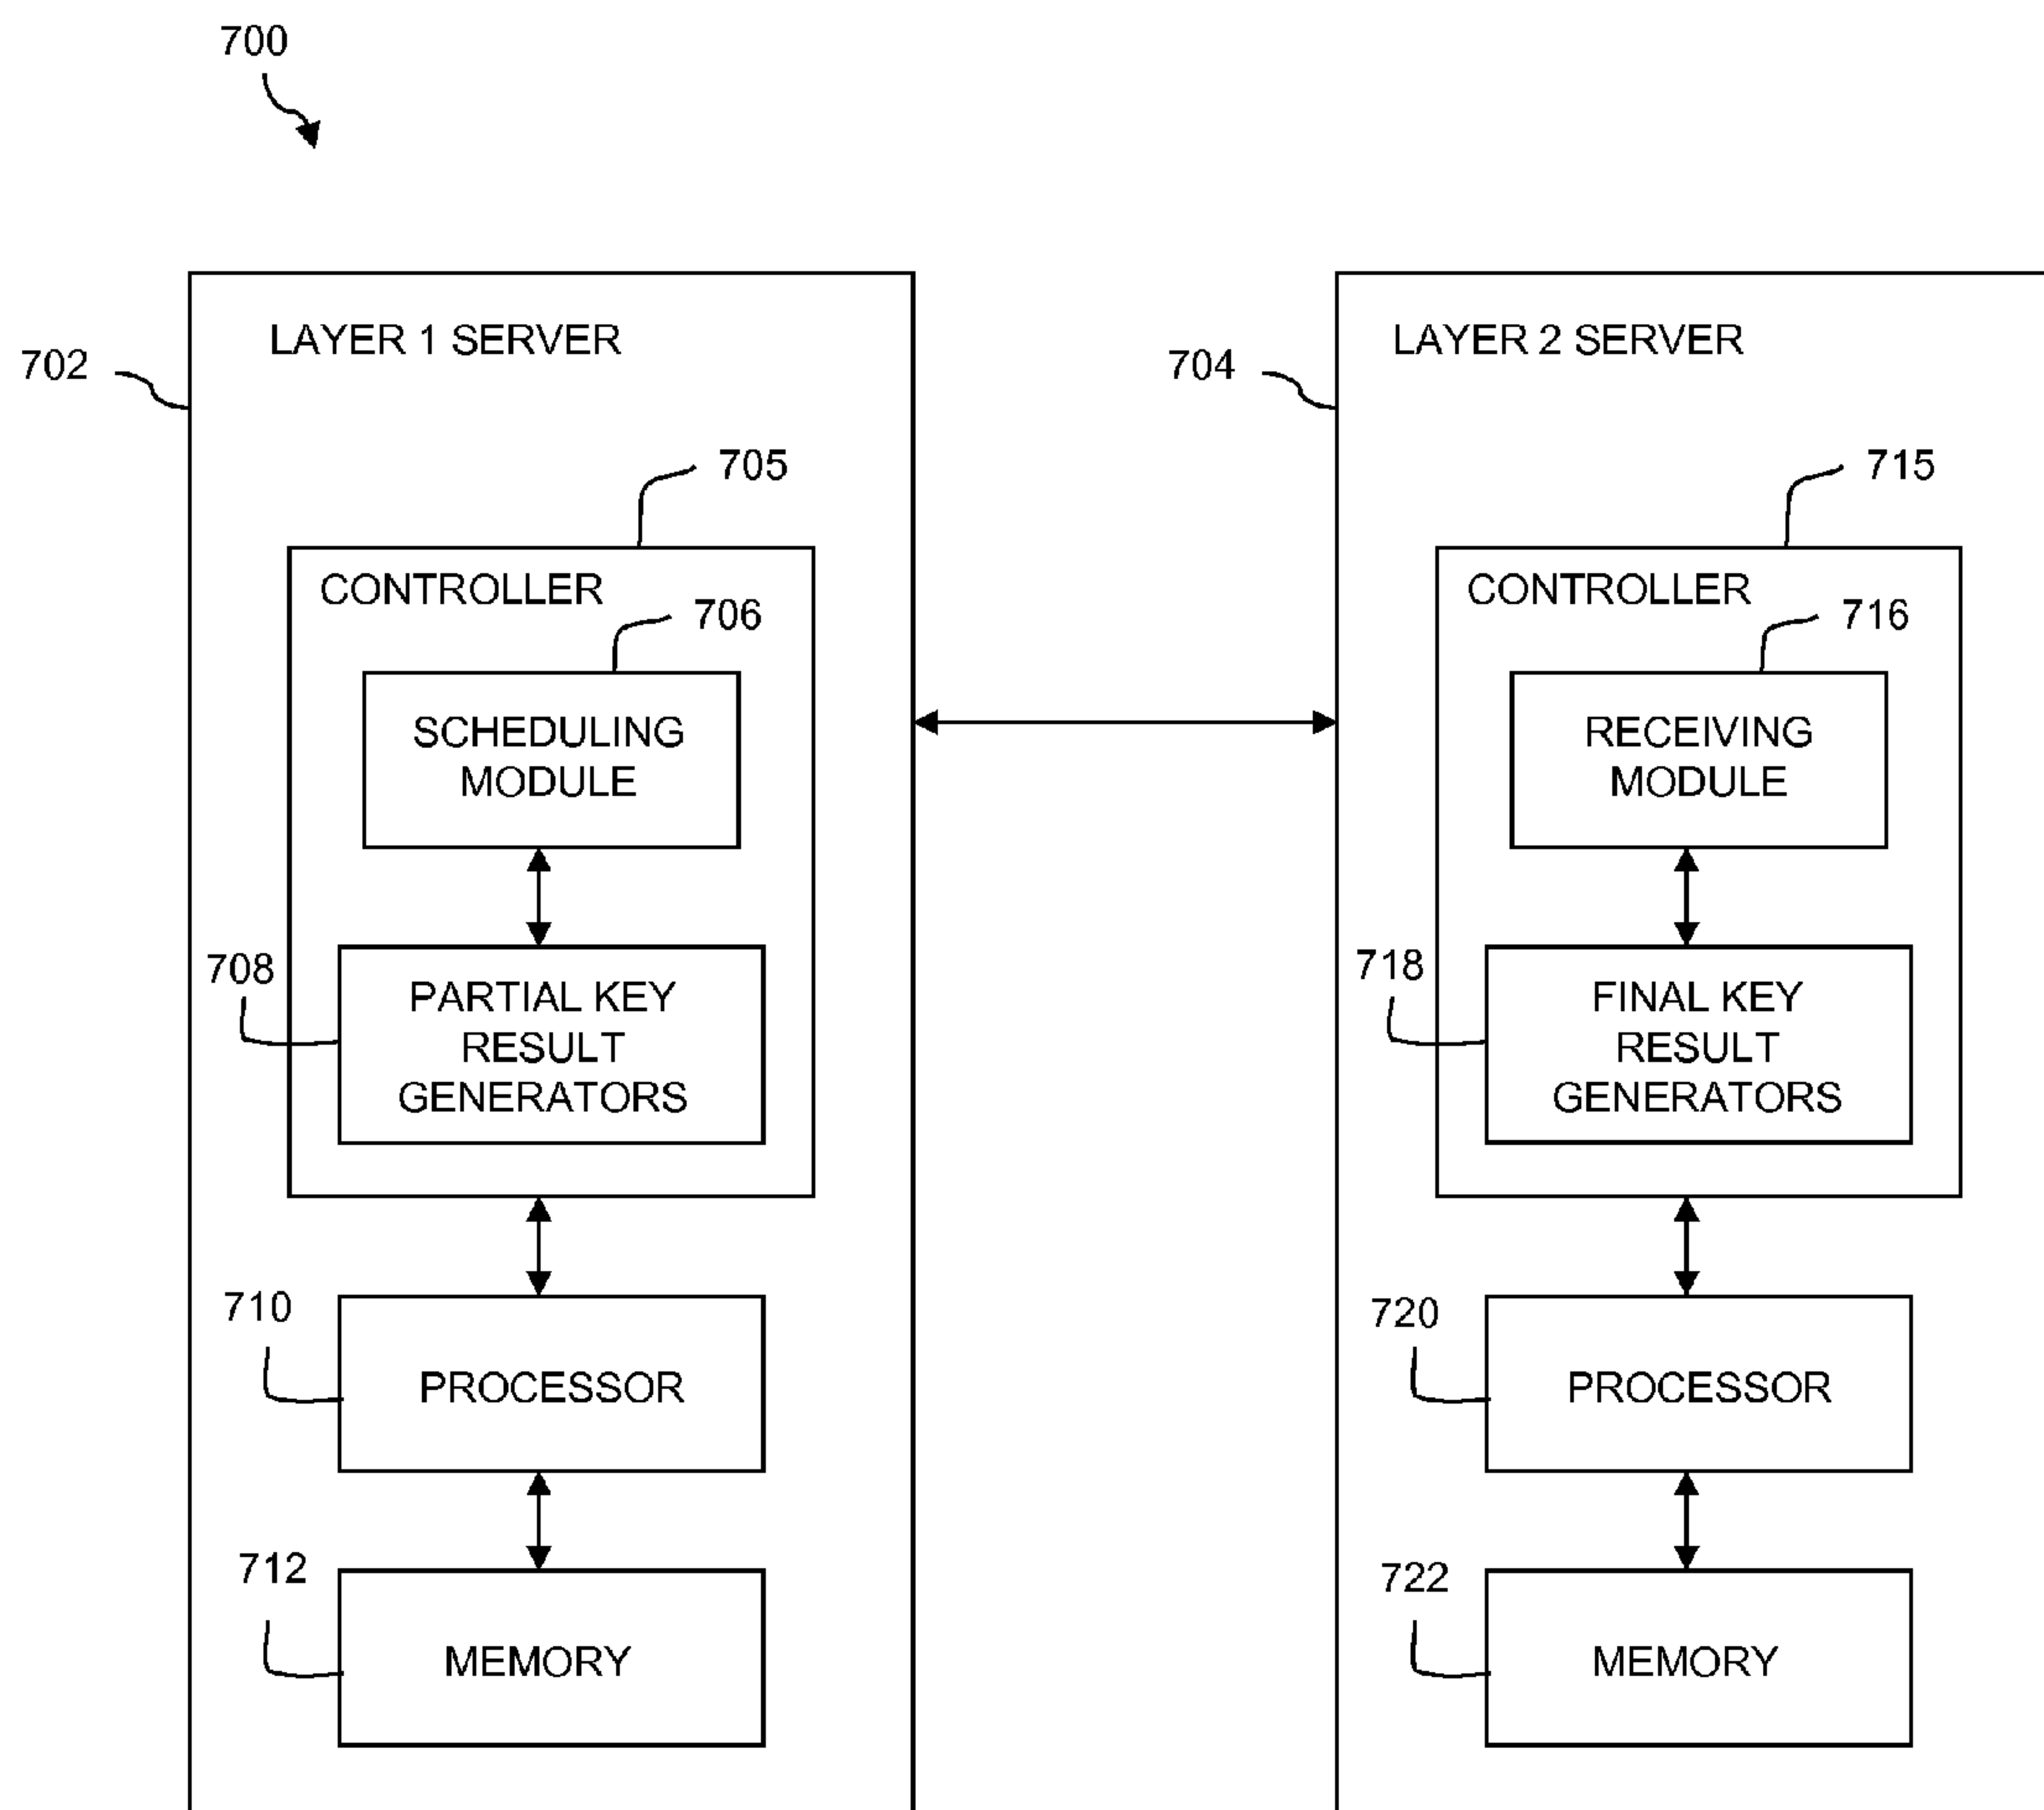 700
LAYER 1 SERVER
702
705
CONTROLLER
706
SCHEDULING
MODULE
708
PARTIAL KEY
RESULT
GENERATORS
710
PROCESSOR
712
MEMORY
LAYER 2 SERVER
704
715
CONTROLLER
716
RECEIVING
MODULE
718
FINAL KEY
RESULT
GENERATORS
720
PROCESSOR
722
MEMORY